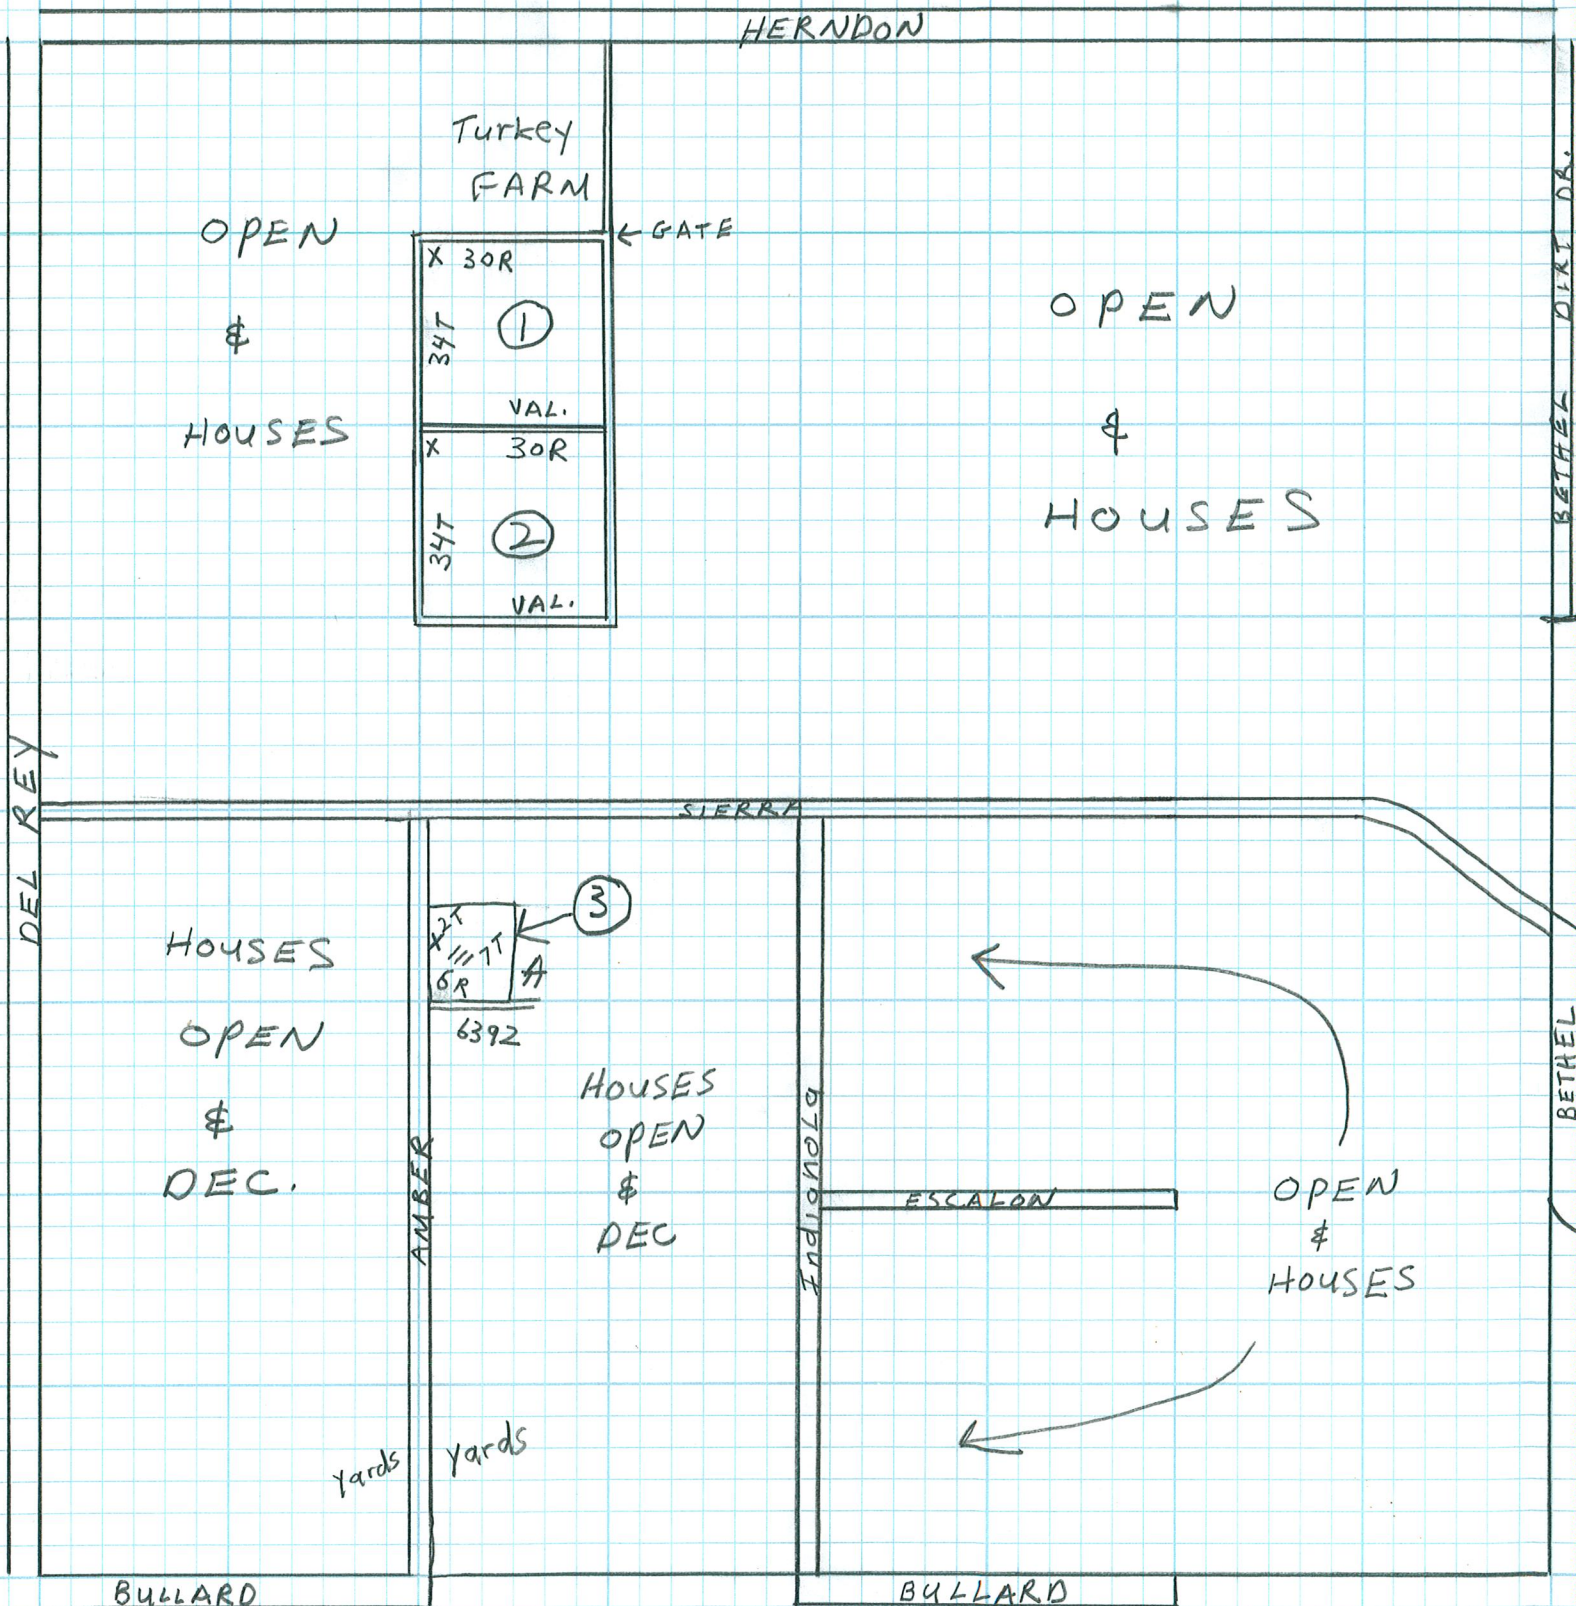 HERNDON
Turkey
FARM
OPEN
&
HOUSES
← GATE
X 30R
34T
1
VAL.
X 30R
34T
2
VAL.
OPEN
&
HOUSES
BETHEL DIRT DR.
DEL REY
SIERRA
HOUSES
OPEN
&
DEC.
3
X 2T
7T
A
6392
AMBER
HOUSES
OPEN
&
DEC
Indianola
ESCALON
OPEN
&
HOUSES
BETHEL
yards
yards
BULLARD
BULLARD